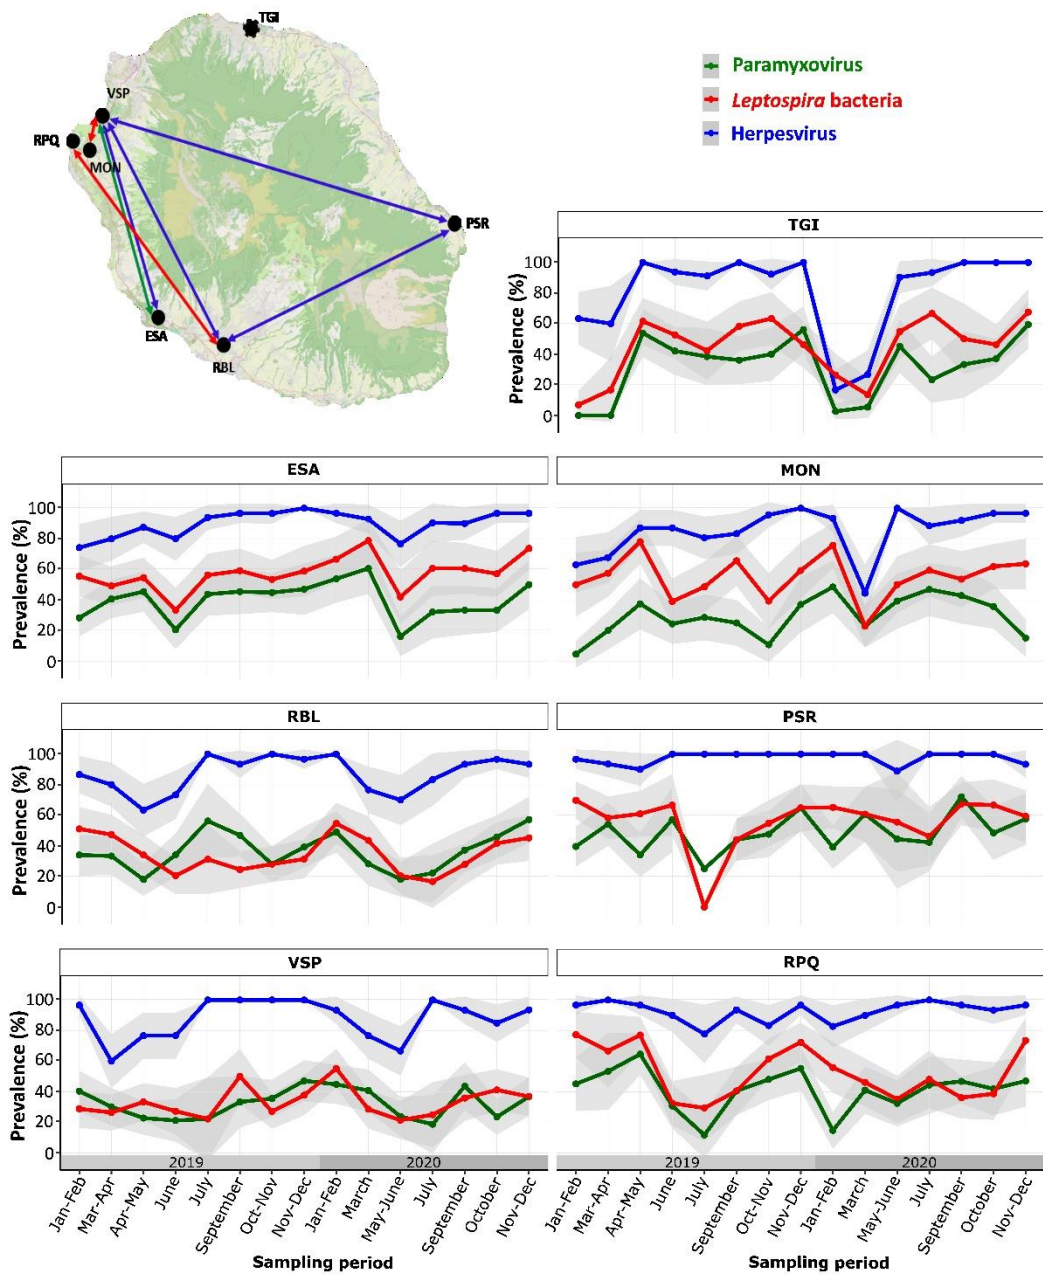 TGI
VSP
RPQ
MON
PSR
ESA
RBL
Paramyxovirus
Leptospira bacteria
Herpesvirus
TGI
Prevalence (%)
100
80
60
40
20
0
ESA
MON
Prevalence (%)
100
80
60
40
20
0
RBL
PSR
Prevalence (%)
100
80
60
40
20
0
VSP
RPQ
Prevalence (%)
100
80
60
40
20
0
2019 2020
2019 2020
Jan-Feb Mar-Apr Apr-May June July September Oct-Nov Nov-Dec Jan-Feb March May-June July September October Nov-Dec
Jan-Feb Mar-Apr Apr-May June July September Oct-Nov Nov-Dec Jan-Feb March May-June July September October Nov-Dec
Sampling period
Sampling period